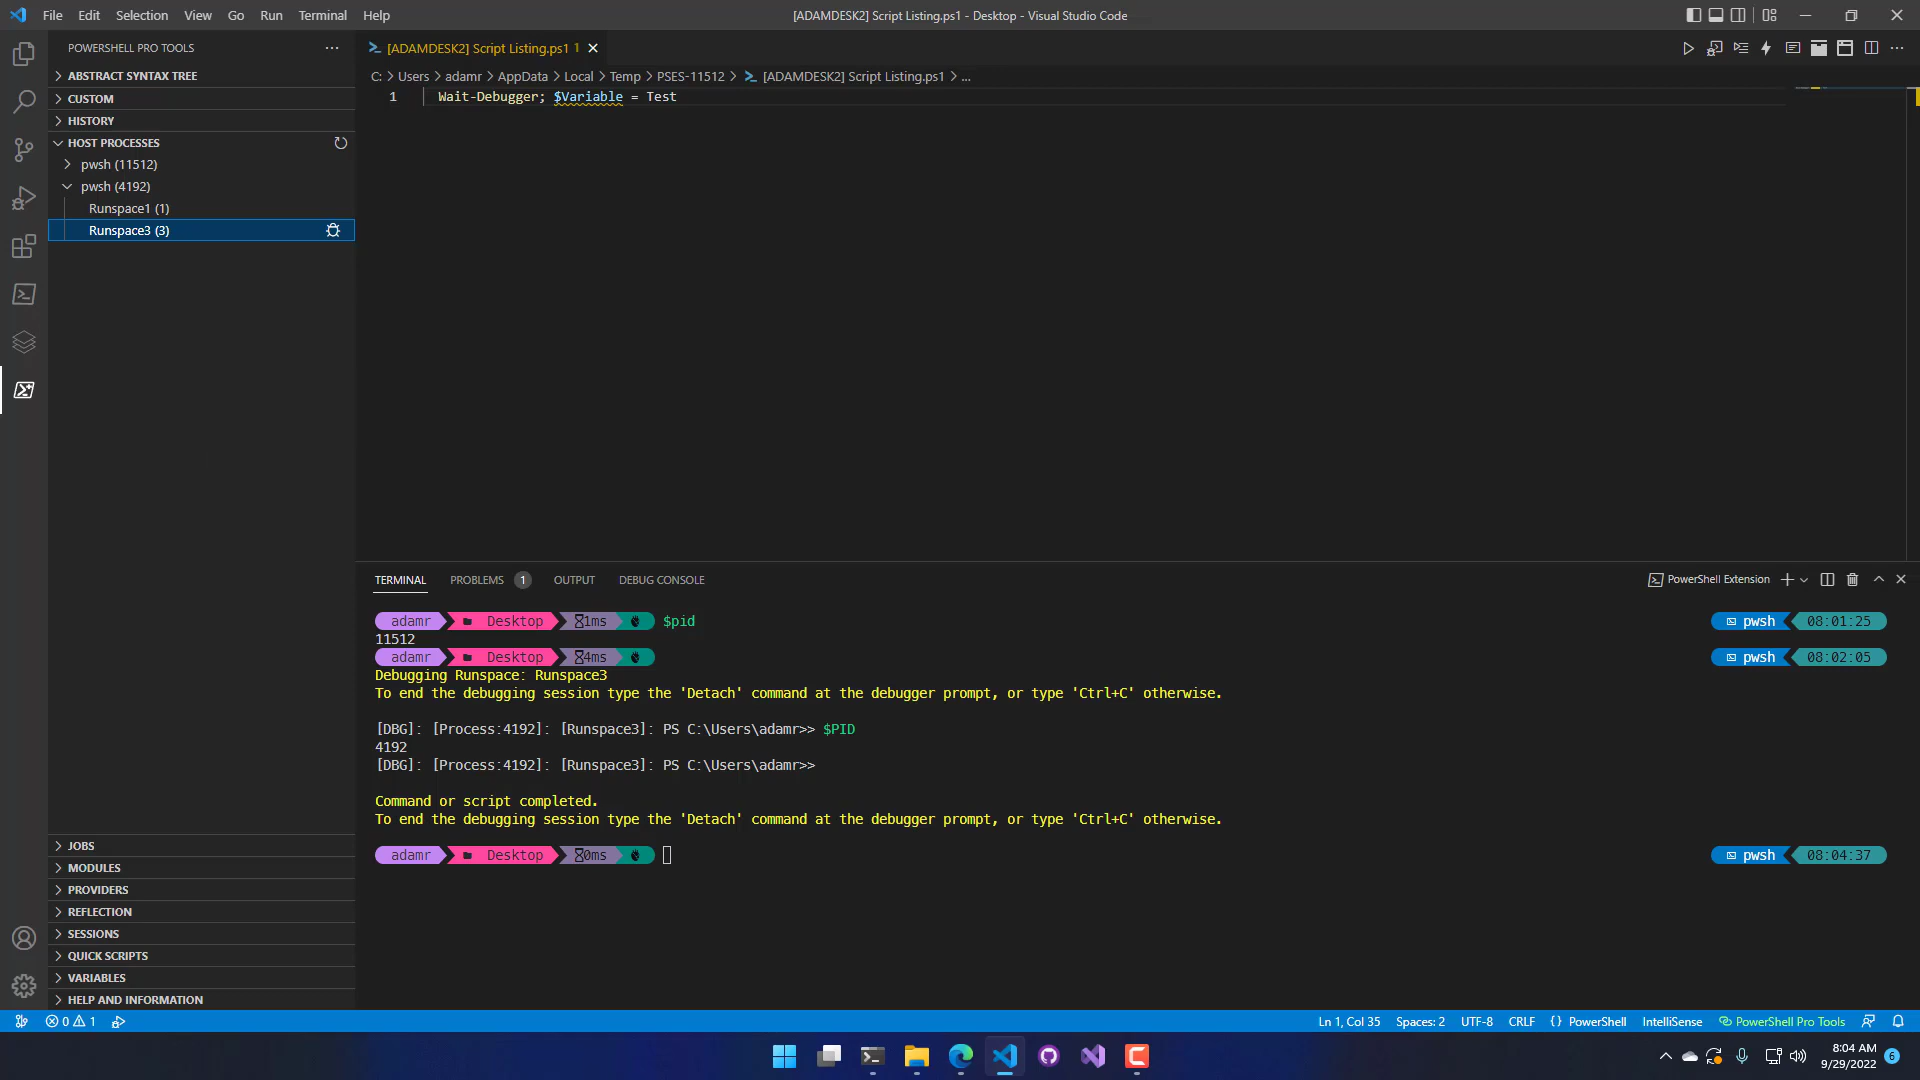 File Edit Selection View Go Run Terminal Help
[ADAMDESK2] Script Listing.ps1 - Desktop - Visual Studio Code
POWERSHELL PRO TOOLS
ABSTRACT SYNTAX TREE
CUSTOM
HISTORY
HOST PROCESSES
pwsh (11512)
pwsh (4192)
Runspace1 (1)
Runspace3 (3)
JOBS
MODULES
PROVIDERS
REFLECTION
SESSIONS
QUICK SCRIPTS
VARIABLES
HELP AND INFORMATION
[ADAMDESK2] Script Listing.ps1 1
C: > Users > adamr > AppData > Local > Temp > PSES-11512 > [ADAMDESK2] Script Listing.ps1 > ...
1 Wait-Debugger; $Variable = Test
TERMINAL PROBLEMS 1 OUTPUT DEBUG CONSOLE
PowerShell Extension
adamr Desktop 1ms $pid pwsh 08:01:25
11512
adamr Desktop 4ms pwsh 08:02:05
Debugging Runspace: Runspace3
To end the debugging session type the 'Detach' command at the debugger prompt, or type 'Ctrl+C' otherwise.
[DBG]: [Process:4192]: [Runspace3]: PS C:\Users\adamr>> $PID
4192
[DBG]: [Process:4192]: [Runspace3]: PS C:\Users\adamr>>
Command or script completed.
To end the debugging session type the 'Detach' command at the debugger prompt, or type 'Ctrl+C' otherwise.
adamr Desktop 0ms pwsh 08:04:37
0 1
Ln 1, Col 35 Spaces: 2 UTF-8 CRLF {} PowerShell IntelliSense PowerShell Pro Tools
8:04 AM
9/29/2022
6